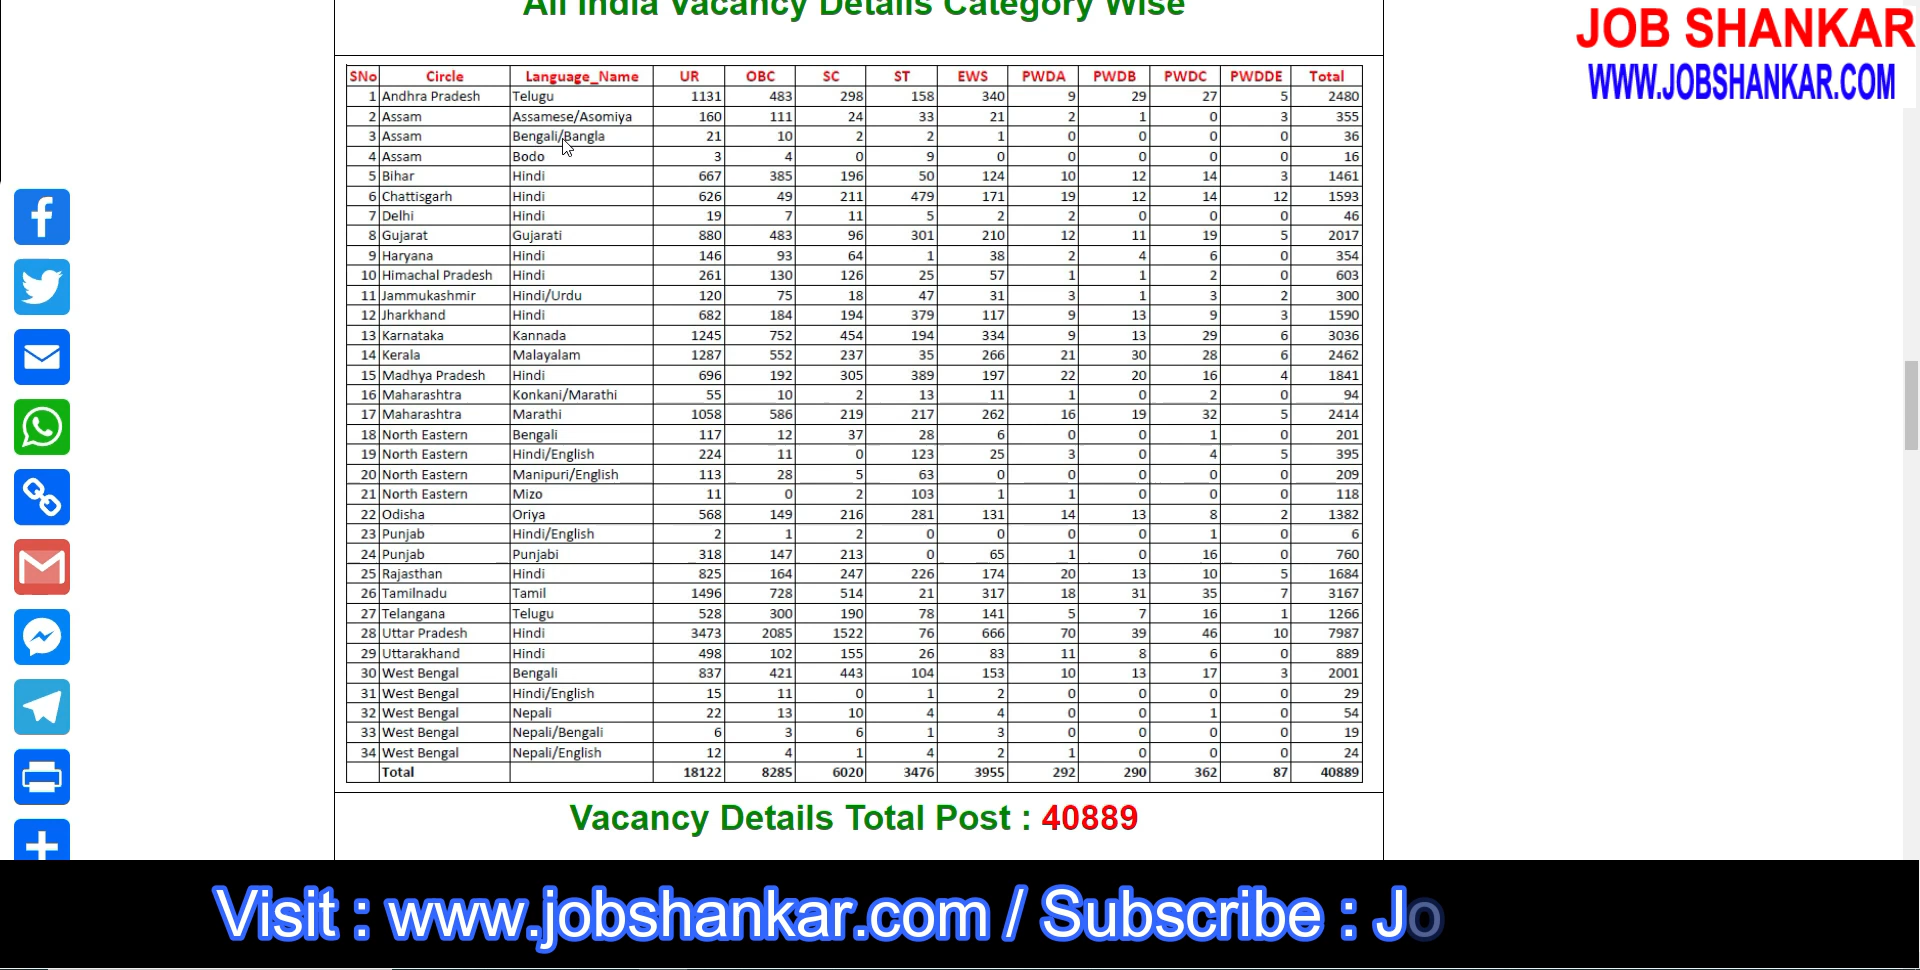 All India Vacancy Details Category Wise
JOB SHANKAR
WWW.JOBSHANKAR.COM
SNo Circle Language_Name UR OBC SC ST EWS PWDA PWDB PWDC PWDDE Total
1 Andhra Pradesh Telugu 1131 483 298 158 340 9 29 27 5 2480
2 Assam Assamese/Asomiya 160 111 24 33 21 2 1 0 3 355
3 Assam Bengali/Bangla 21 10 2 2 1 0 0 0 0 36
4 Assam Bodo 3 4 0 9 0 0 0 0 0 16
5 Bihar Hindi 667 385 196 50 124 10 12 14 3 1461
6 Chattisgarh Hindi 626 49 211 479 171 19 12 14 12 1593
7 Delhi Hindi 19 7 11 5 2 2 0 0 0 46
8 Gujarat Gujarati 880 483 96 301 210 12 11 19 5 2017
9 Haryana Hindi 146 93 64 1 38 2 4 6 0 354
10 Himachal Pradesh Hindi 261 130 126 25 57 1 1 2 0 603
11 Jammukashmir Hindi/Urdu 120 75 18 47 31 3 1 3 2 300
12 Jharkhand Hindi 682 184 194 379 117 9 13 9 3 1590
13 Karnataka Kannada 1245 752 454 194 334 9 13 29 6 3036
14 Kerala Malayalam 1287 552 237 35 266 21 30 28 6 2462
15 Madhya Pradesh Hindi 696 192 305 389 197 22 20 16 4 1841
16 Maharashtra Konkani/Marathi 55 10 2 13 11 1 0 2 0 94
17 Maharashtra Marathi 1058 586 219 217 262 16 19 32 5 2414
18 North Eastern Bengali 117 12 37 28 6 0 0 1 0 201
19 North Eastern Hindi/English 224 11 0 123 25 3 0 4 5 395
20 North Eastern Manipuri/English 113 28 5 63 0 0 0 0 0 209
21 North Eastern Mizo 11 0 2 103 1 1 0 0 0 118
22 Odisha Oriya 568 149 216 281 131 14 13 8 2 1382
23 Punjab Hindi/English 2 1 2 0 0 0 0 1 0 6
24 Punjab Punjabi 318 147 213 0 65 1 0 16 0 760
25 Rajasthan Hindi 825 164 247 226 174 20 13 10 5 1684
26 Tamilnadu Tamil 1496 728 514 21 317 18 31 35 7 3167
27 Telangana Telugu 528 300 190 78 141 5 7 16 1 1266
28 Uttar Pradesh Hindi 3473 2085 1522 76 666 70 39 46 10 7987
29 Uttarakhand Hindi 498 102 155 26 83 11 8 6 0 889
30 West Bengal Bengali 837 421 443 104 153 10 13 17 3 2001
31 West Bengal Hindi/English 15 11 0 1 2 0 0 0 0 29
32 West Bengal Nepali 22 13 10 4 4 0 0 1 0 54
33 West Bengal Nepali/Bengali 6 3 6 1 3 0 0 0 0 19
34 West Bengal Nepali/English 12 4 1 4 2 1 0 0 0 24
Total 18122 8285 6020 3476 3955 292 290 362 87 40889
Vacancy Details Total Post : 40889
Visit : www.jobshankar.com / Subscribe : Jo